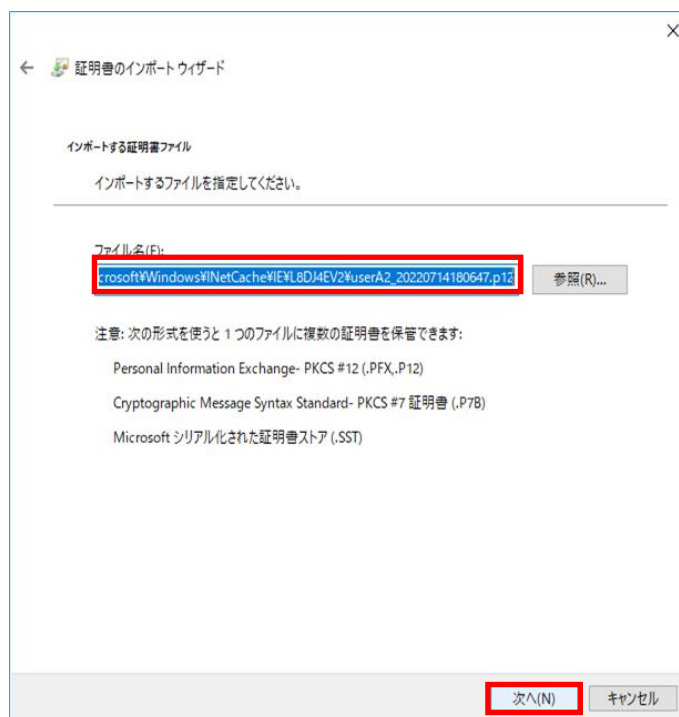 証明書のインポート ウィザード
インポートする証明書ファイル
インポートするファイルを指定してください。
ファイル名(F):
crosoft¥Windows¥INetCache¥IE¥L8DJ4EV2¥userA2_20220714180647.p12
参照(R)...
注意: 次の形式を使うと 1 つのファイルに複数の証明書を保管できます:
Personal Information Exchange- PKCS #12 (.PFX,.P12)
Cryptographic Message Syntax Standard- PKCS #7 証明書 (.P7B)
Microsoft シリアル化された証明書ストア (.SST)
次へ(N)
キャンセル